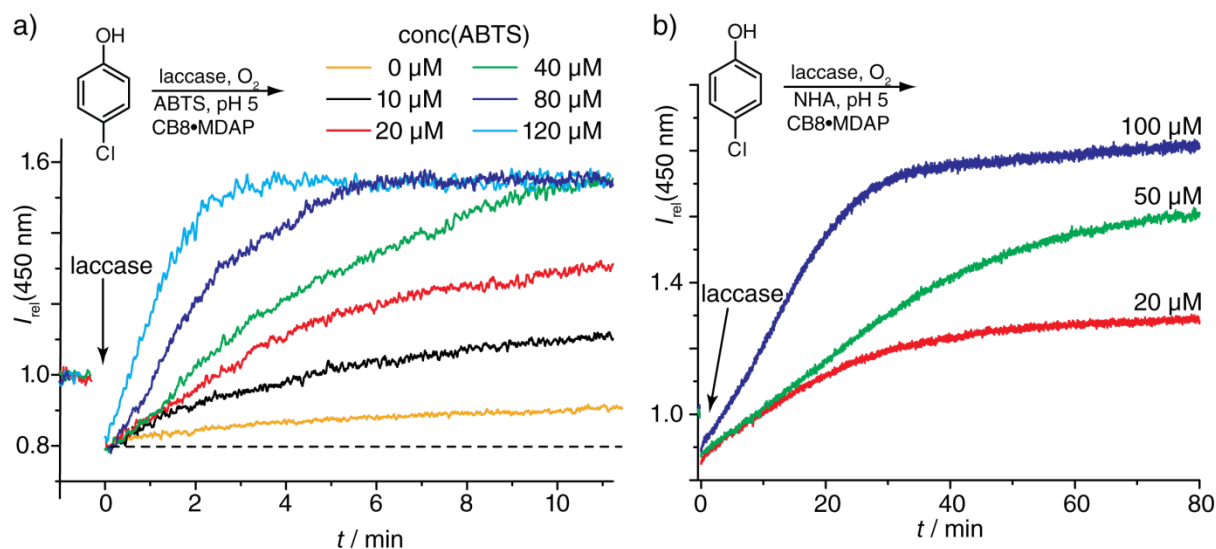 a)
OH
Cl
laccase, O₂
ABTS, pH 5
CB8•MDAP
conc(ABTS)
0 µM
40 µM
10 µM
80 µM
20 µM
120 µM
laccase
I_rel(450 nm)
1.6
1.0
0.8
0
2
4
6
8
10
t / min
b)
OH
Cl
laccase, O₂
NHA, pH 5
CB8•MDAP
100 µM
50 µM
20 µM
laccase
I_rel(450 nm)
1.4
1.0
0
20
40
60
80
t / min